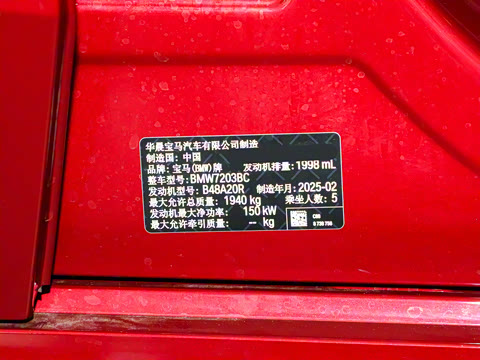 华晨宝马汽车有限公司制造
制造国: 中国
品牌: 宝马(BMW)牌 发动机排量: 1998 mL
整车型号: BMW7203BC
发动机型号: B48A20R 制造年月: 2025-02
最大允许总质量: 1940 kg 乘坐人数: 5
发动机最大净功率: 150 kW
最大允许牵引质量: -- kg